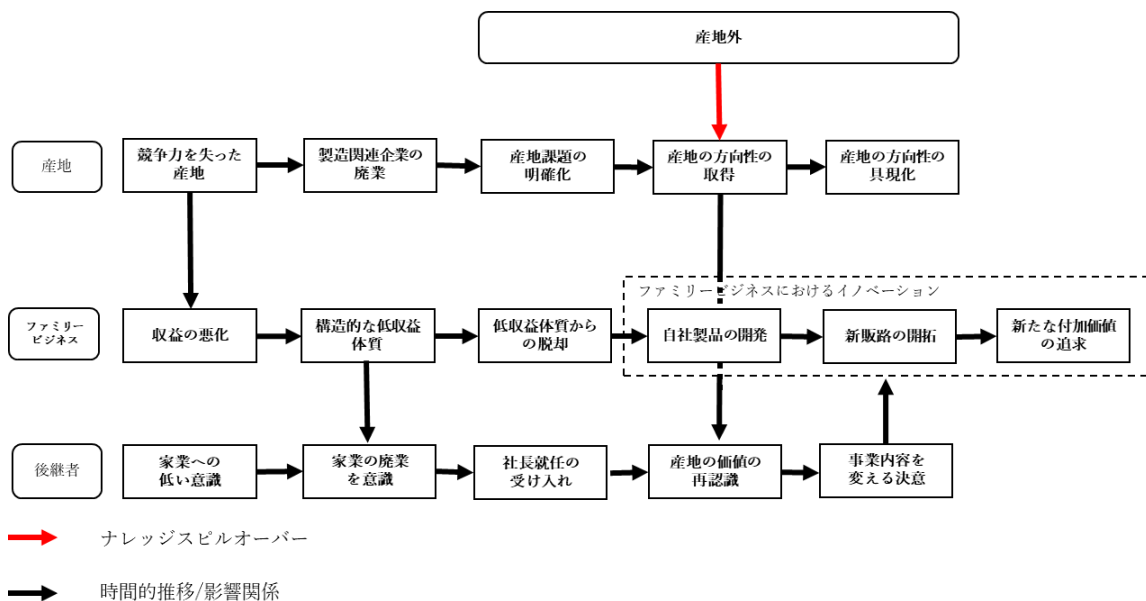 産地外
産地
競争力を失った
産地
製造関連企業の
廃業
産地課題の
明確化
産地の方向性の
取得
産地の方向性の
具現化
ファミリービジネスにおけるイノベーション
ファミリー
ビジネス
収益の悪化
構造的な低収益
体質
低収益体質から
の脱却
自社製品の開発
新販路の開拓
新たな付加価値
の追求
後継者
家業への
低い意識
家業の廃業
を意識
社長就任の
受け入れ
産地の価値の
再認識
事業内容を
変える決意
ナレッジスピルオーバー
時間的推移/影響関係